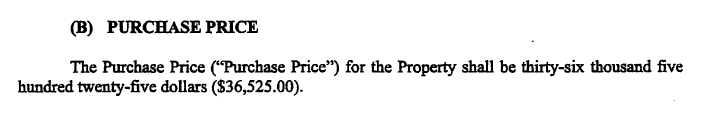 (B) PURCHASE PRICE
The Purchase Price (“Purchase Price”) for the Property shall be thirty-six thousand five
hundred twenty-five dollars ($36,525.00).